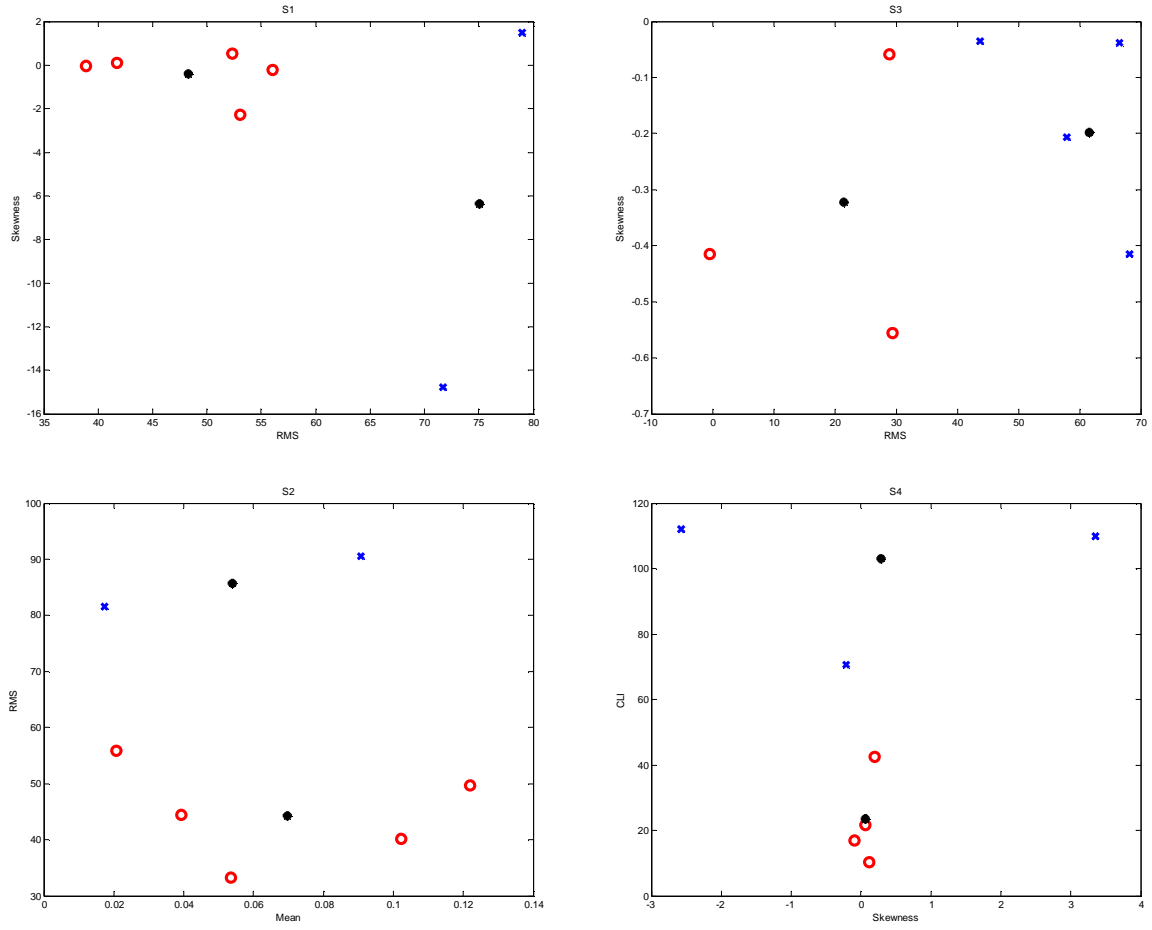 S1
2
0
-2
-4
-6
-8
-10
-12
-14
-16
Skewness
35 40 45 50 55 60 65 70 75 80
RMS
S3
0
-0.1
-0.2
-0.3
-0.4
-0.5
-0.6
-0.7
Skewness
-10 0 10 20 30 40 50 60 70
RMS
S2
100
90
80
70
60
50
40
30
RMS
0 0.02 0.04 0.06 0.08 0.1 0.12 0.14
Mean
S4
120
100
80
60
40
20
0
CLI
-3 -2 -1 0 1 2 3 4
Skewness